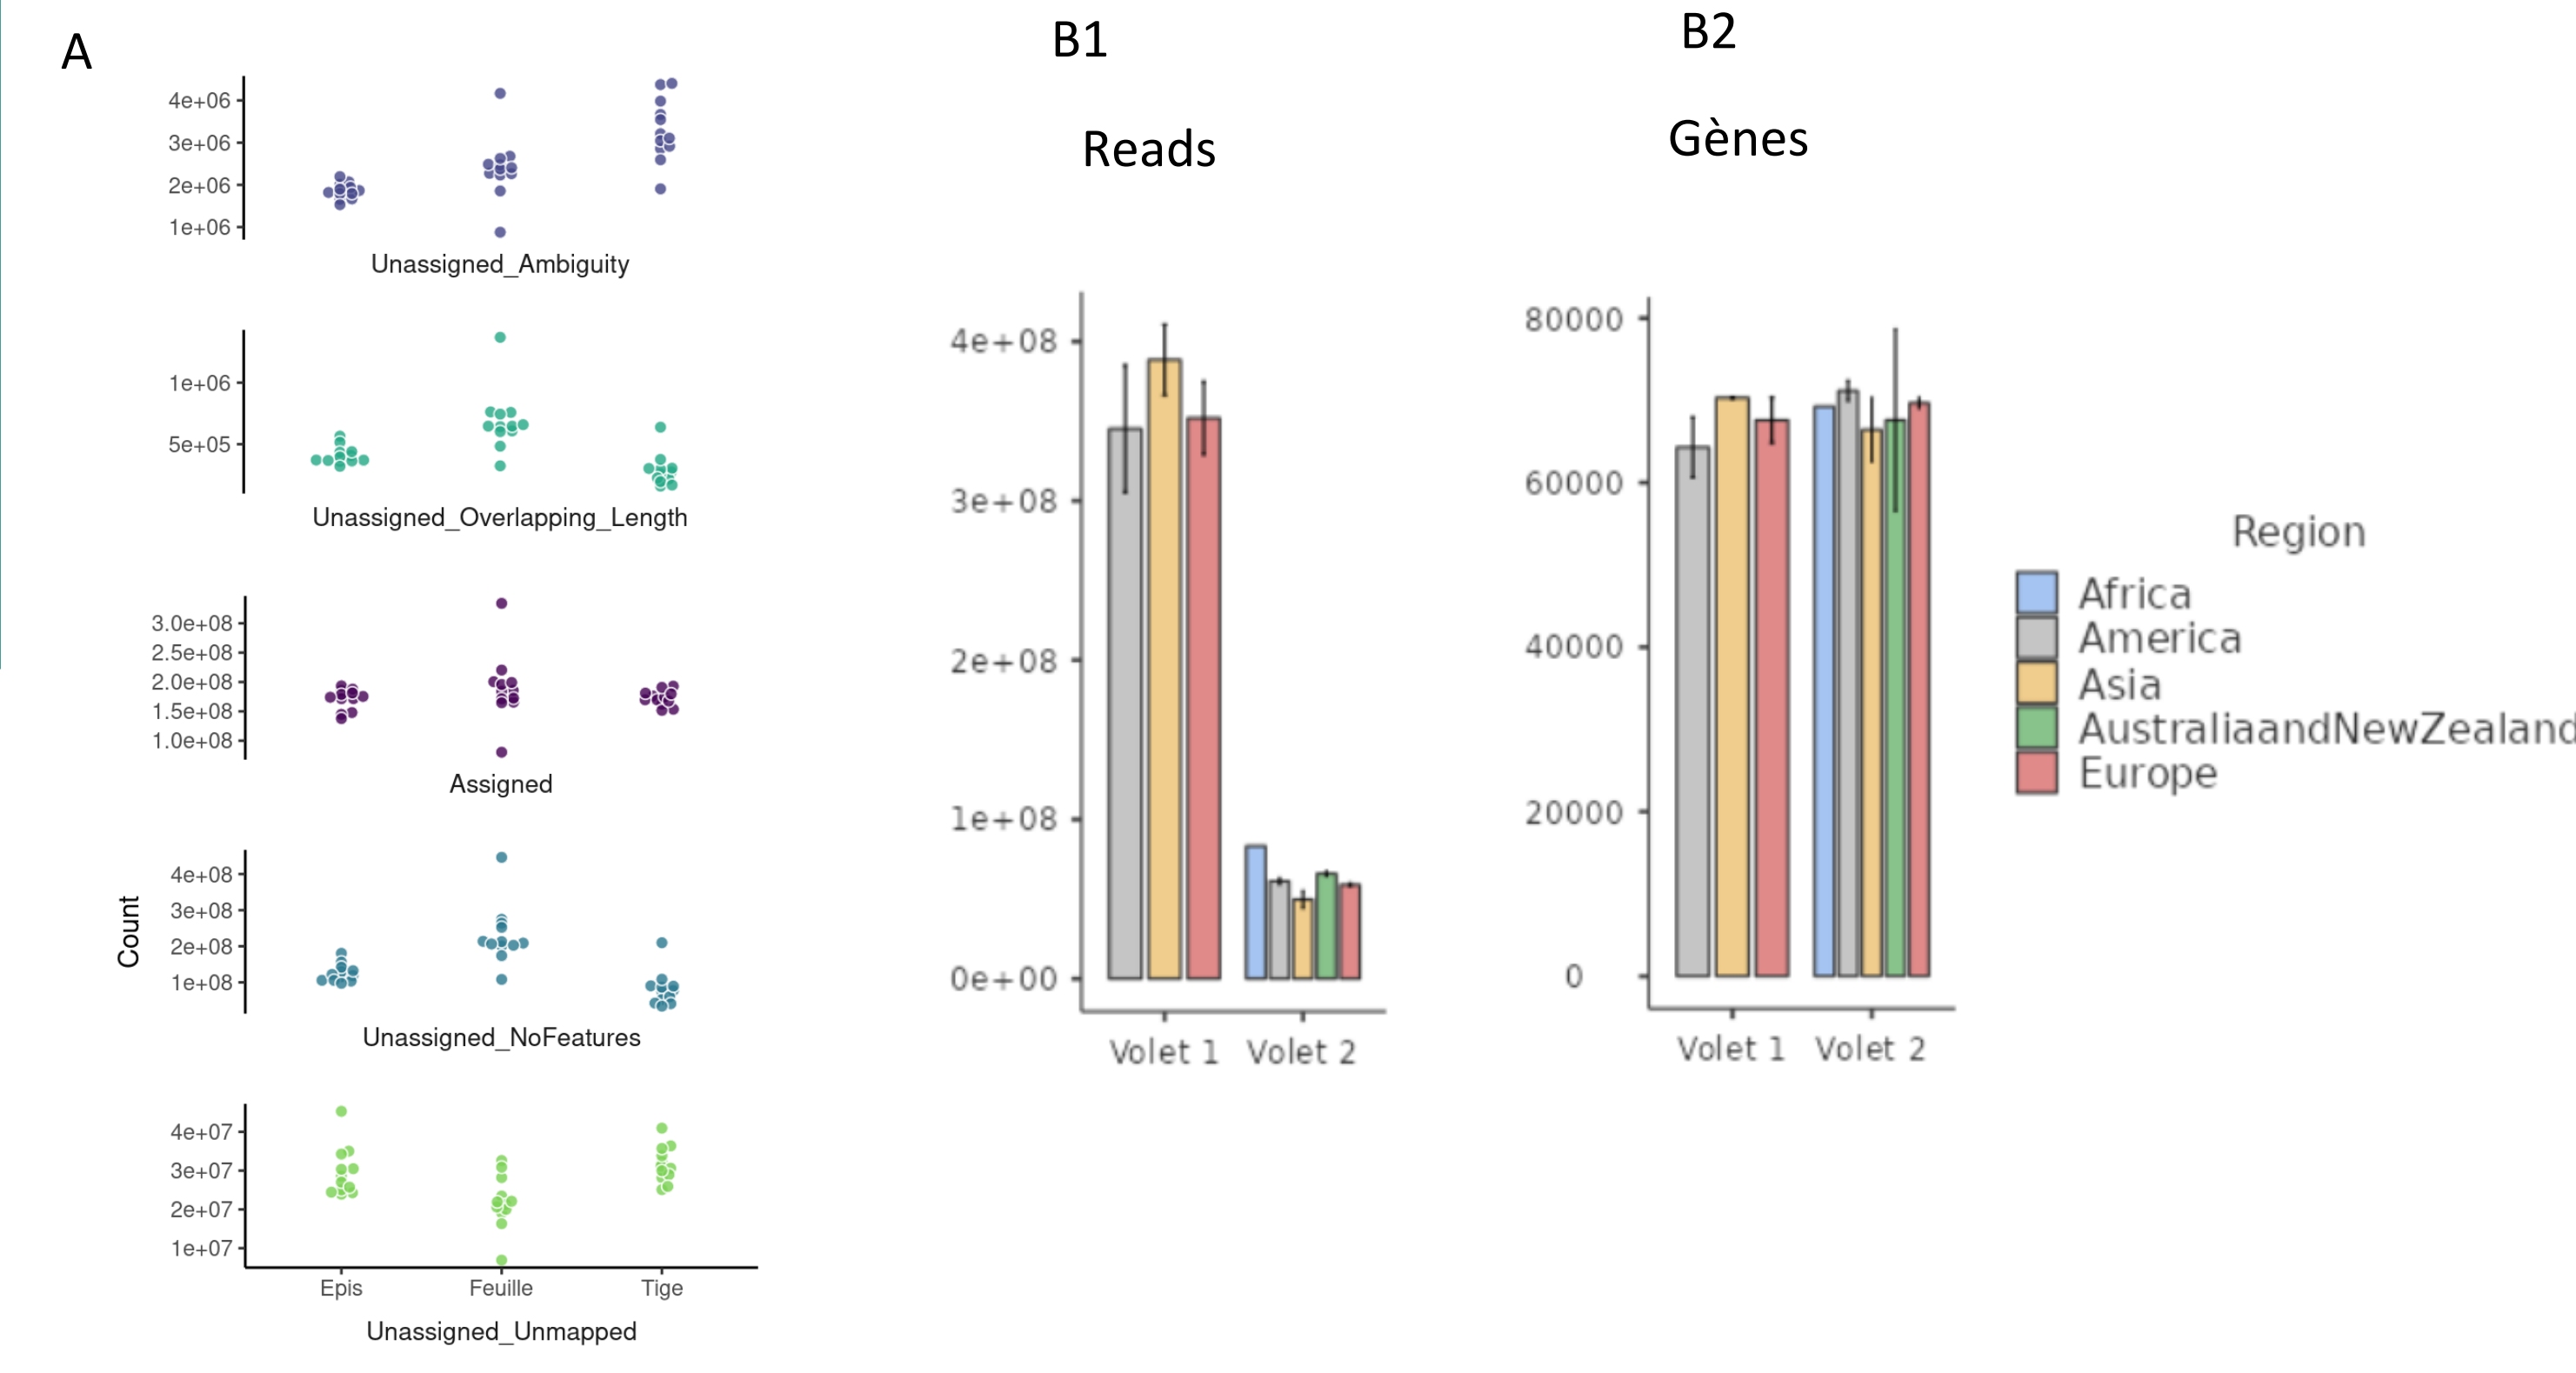 A
4e+06
3e+06
2e+06
1e+06
Unassigned_Ambiguity
1e+06
5e+05
Unassigned_Overlapping_Length
3.0e+08
2.5e+08
2.0e+08
1.5e+08
1.0e+08
Assigned
Count
4e+08
3e+08
2e+08
1e+08
Unassigned_NoFeatures
4e+07
3e+07
2e+07
1e+07
Epis Feuille Tige
Unassigned_Unmapped
B1
Reads
4e+08
3e+08
2e+08
1e+08
0e+00
Volet 1 Volet 2
B2
Gènes
80000
60000
40000
20000
0
Volet 1 Volet 2
Region
Africa
America
Asia
AustraliaandNewZealand
Europe